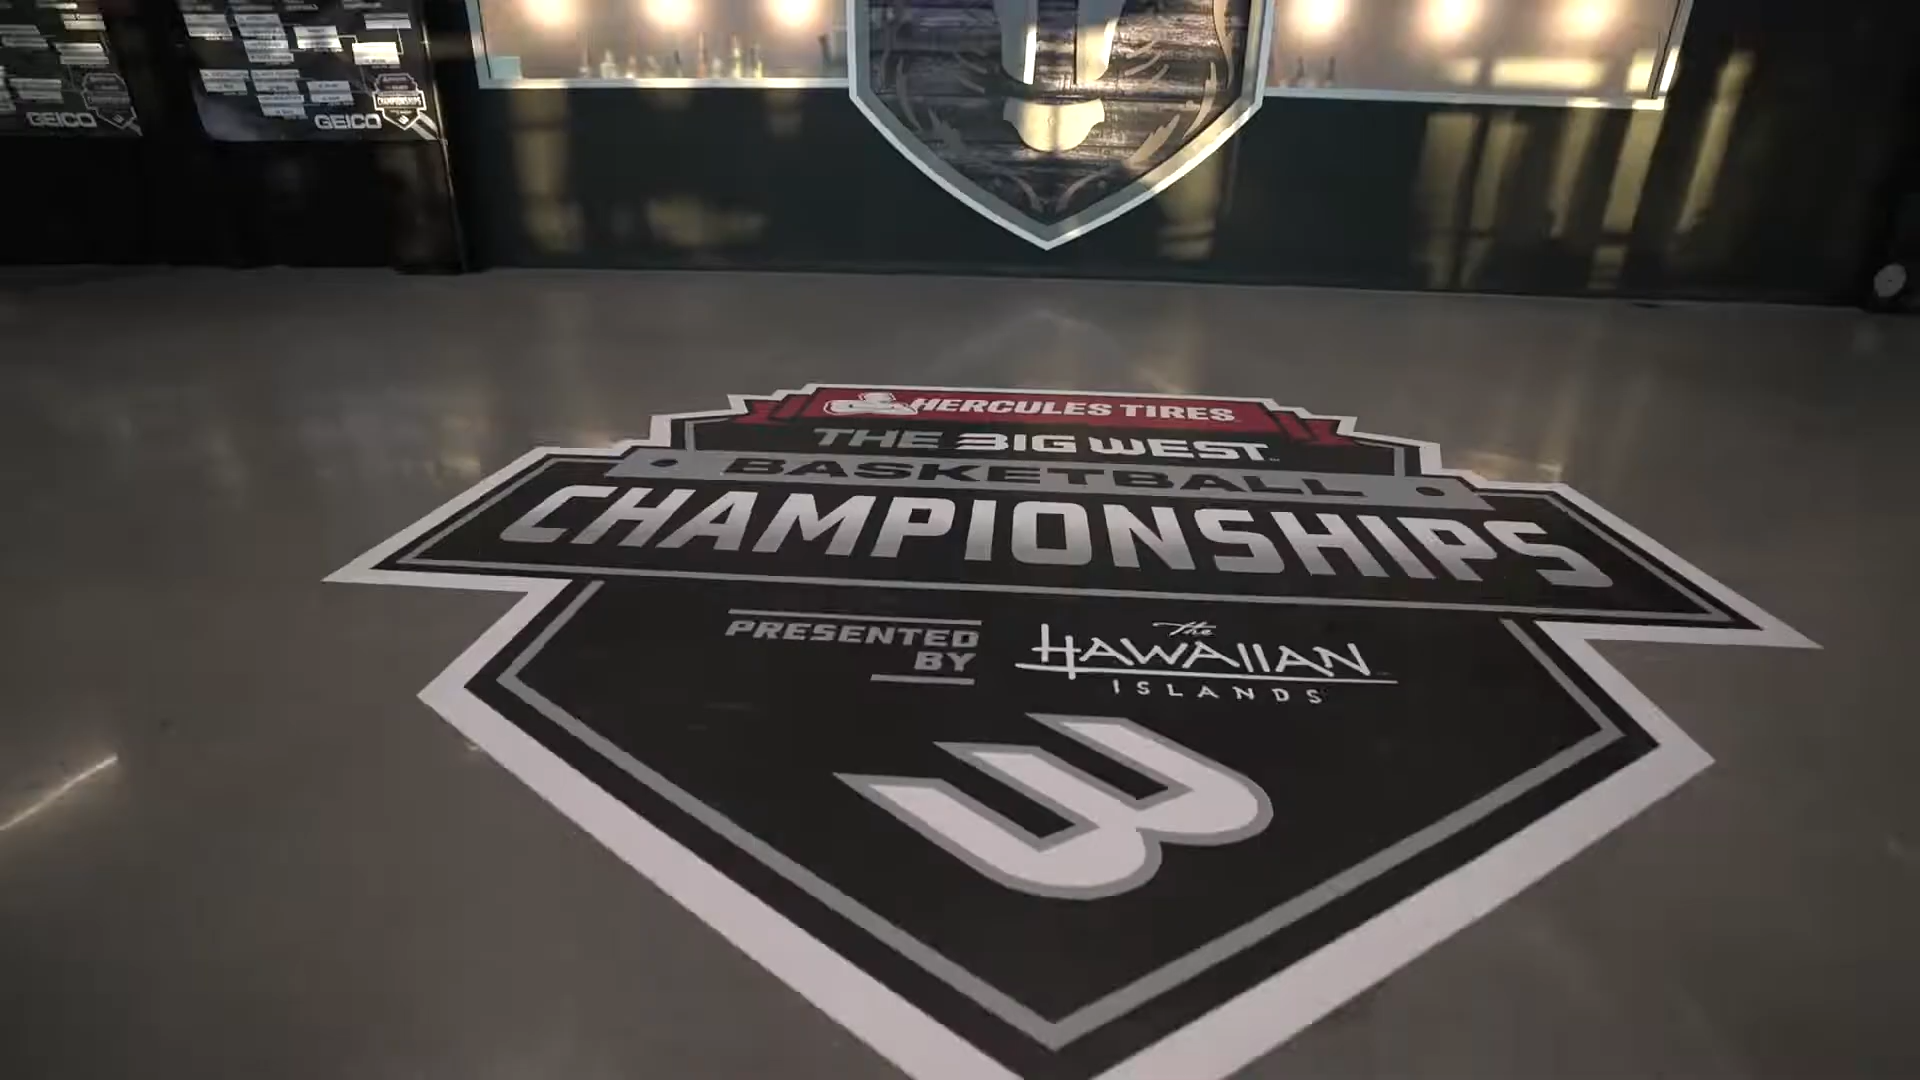 GEICO
CHAMPIONSHIPS
GEICO
HERCULES TIRES
THE BIG WEST
BASKETBALL
CHAMPIONSHIPS
PRESENTED
BY
the
HAWAIIAN
ISLANDS